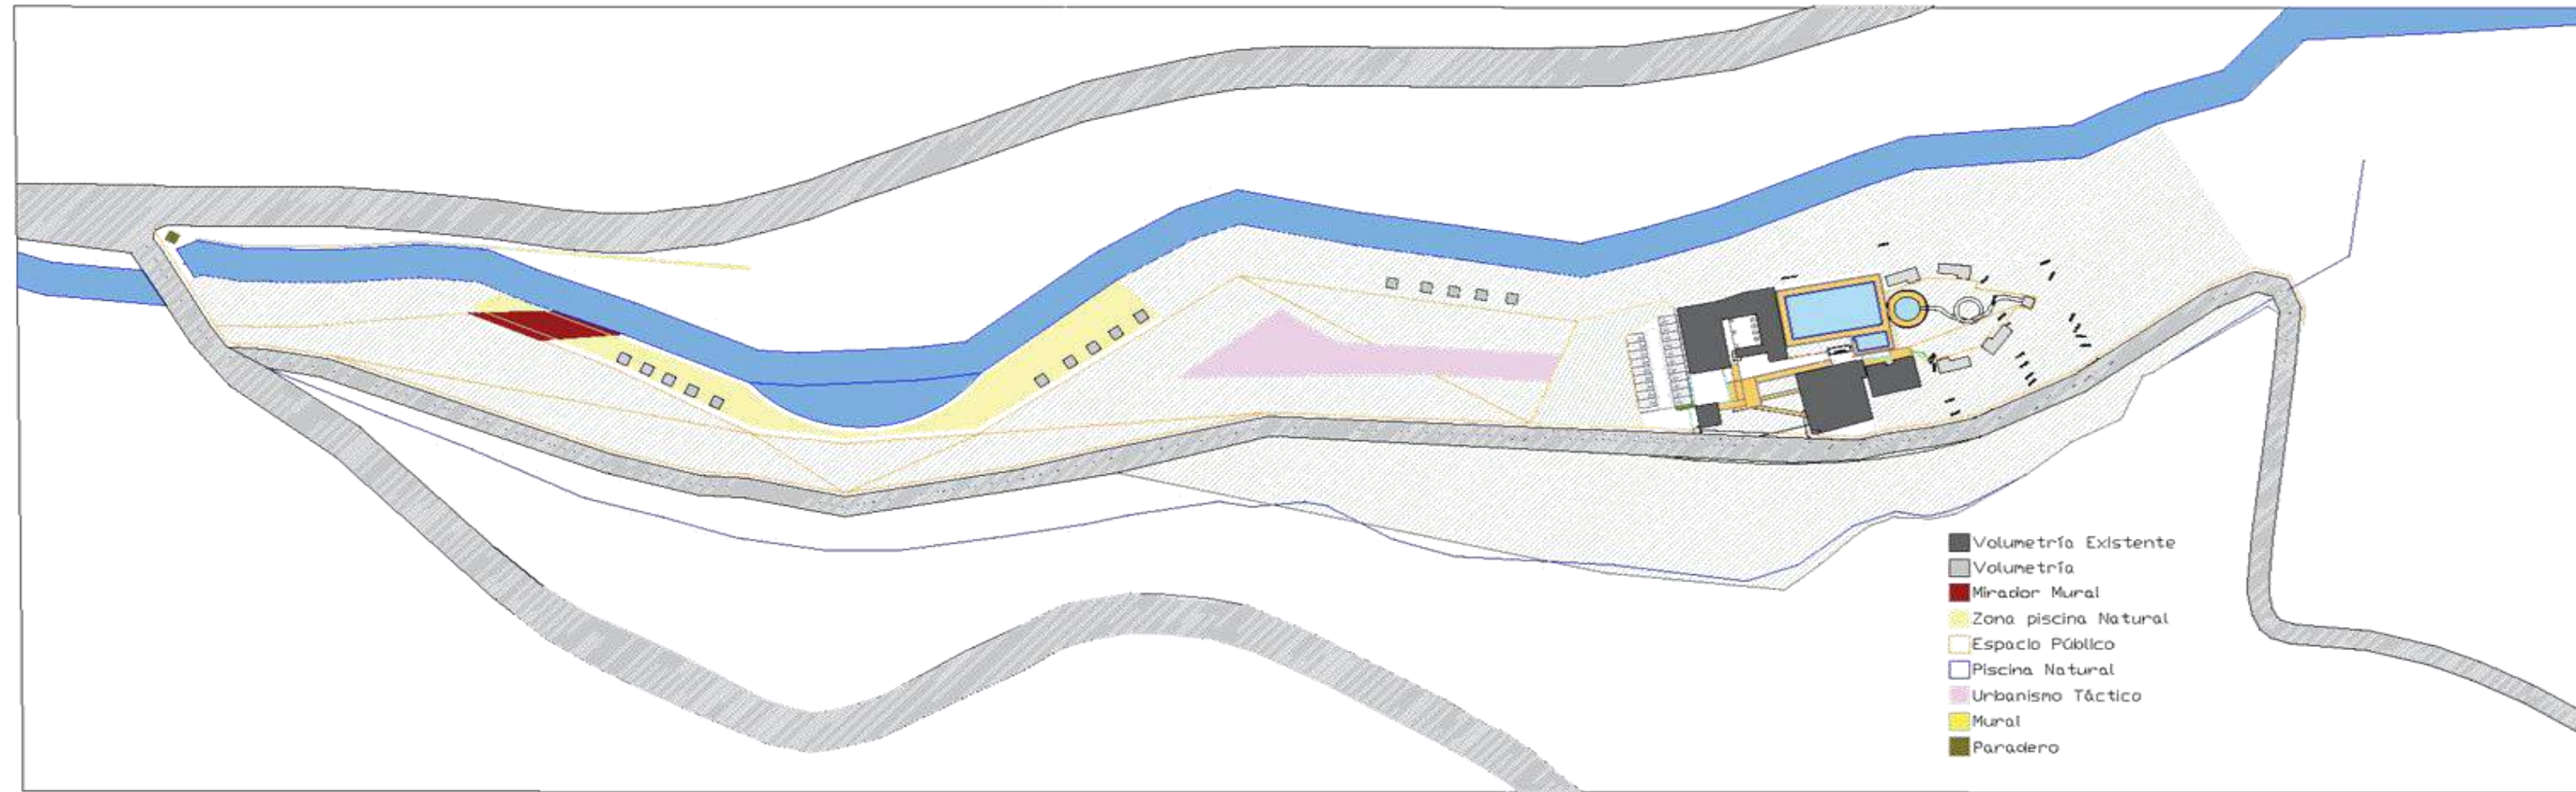 Volumetría Existente
Volumetría
Mirador Mural
Zona piscina Natural
Espacio Público
Piscina Natural
Urbanismo Táctico
Mural
Paradero